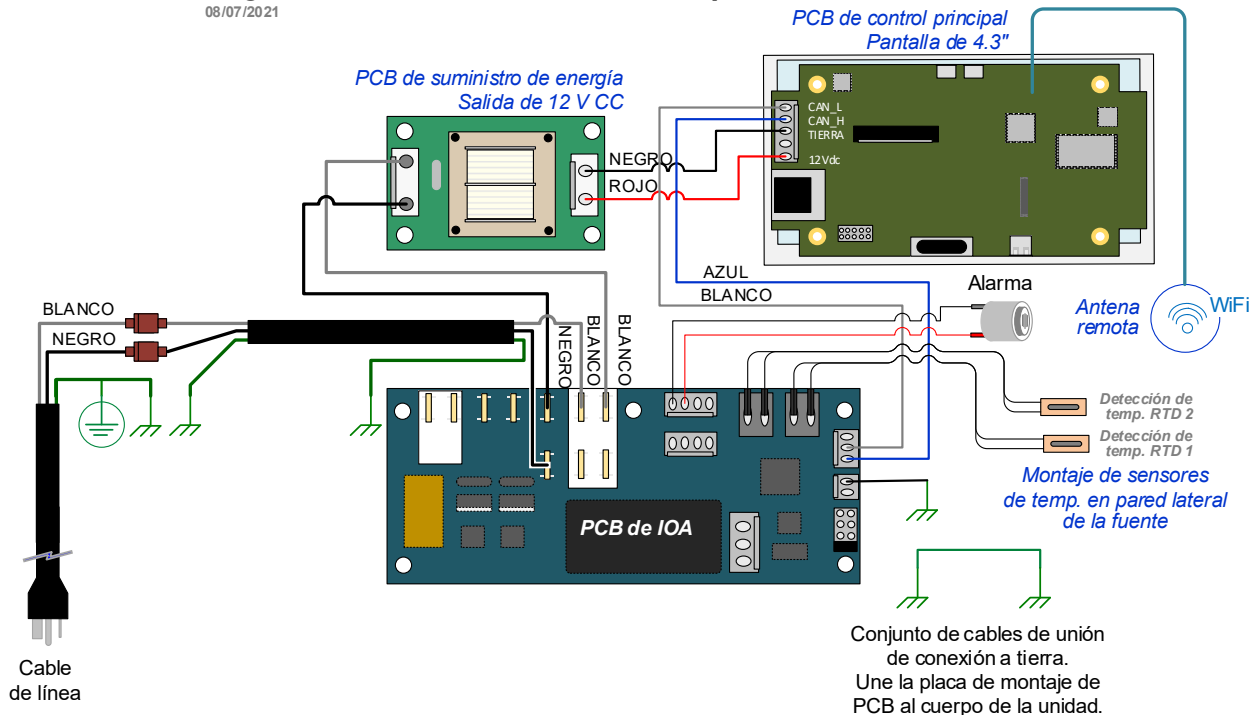 08/07/2021
PCB de control principal
Pantalla de 4.3"
PCB de suministro de energía
Salida de 12 V CC
CAN_L
CAN_H
TIERRA
12Vdc
NEGRO
ROJO
AZUL
BLANCO
Alarma
Antena
remota
WiFi
BLANCO
NEGRO
NEGRO
BLANCO
BLANCO
Detección de
temp. RTD 2
Detección de
temp. RTD 1
Montaje de sensores
de temp. en pared lateral
de la fuente
PCB de IOA
Cable
de línea
Conjunto de cables de unión
de conexión a tierra.
Une la placa de montaje de
PCB al cuerpo de la unidad.